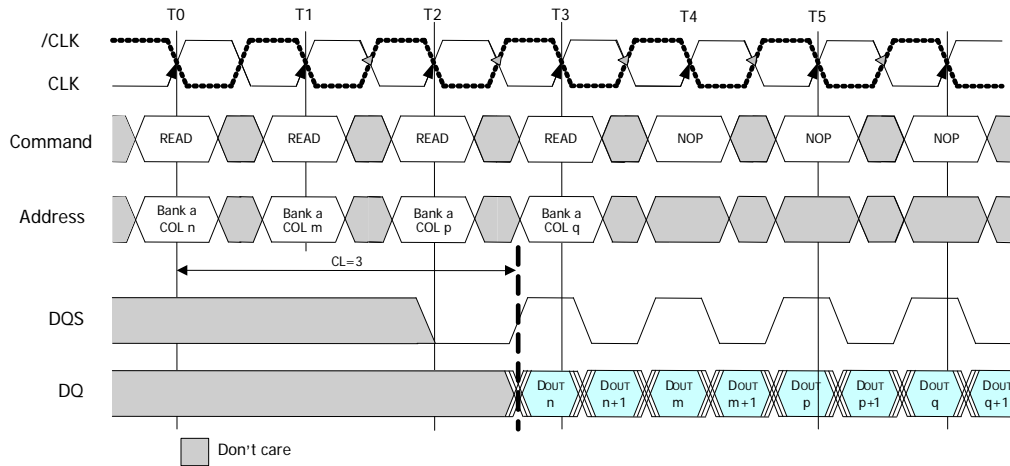 T0 T1 T2 T3 T4 T5
/CLK
CLK
Command READ READ READ READ NOP NOP NOP
Address Bank a COL n Bank a COL m Bank a COL p Bank a COL q
CL=3
DQS
DQ DOUT n DOUT n+1 DOUT m DOUT m+1 DOUT p DOUT p+1 DOUT q DOUT q+1
Don't care